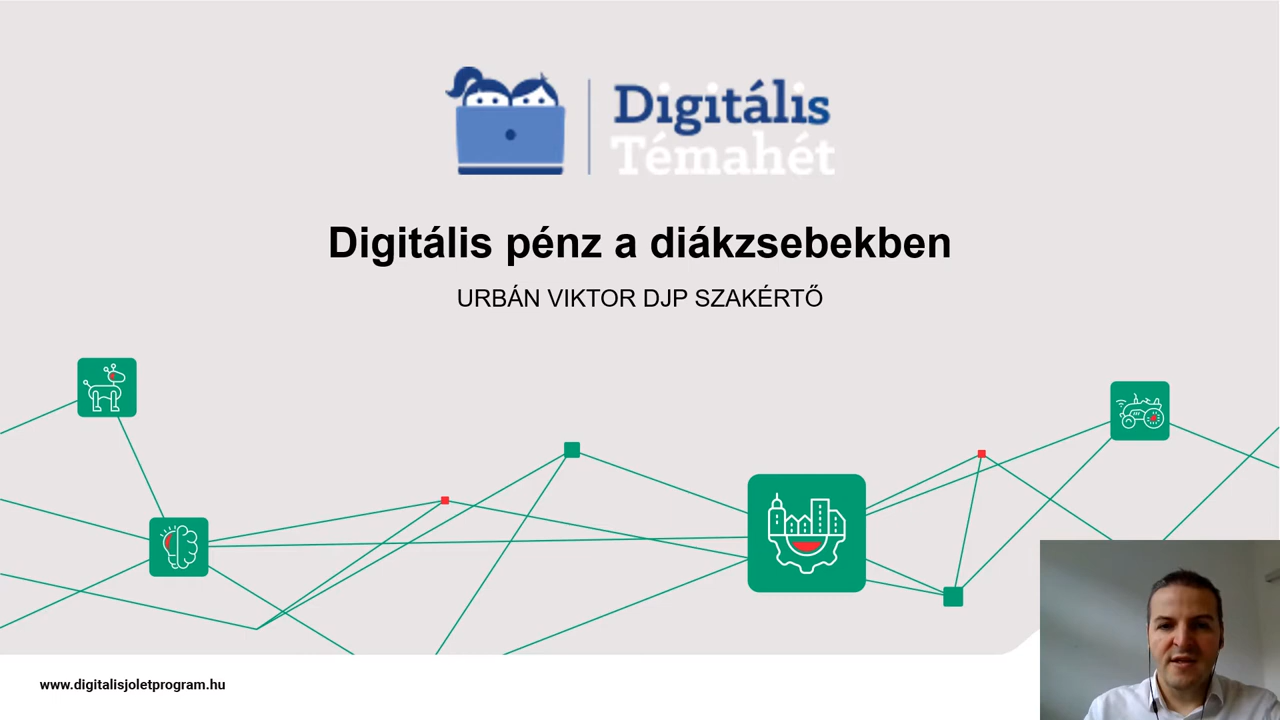 Digitális
Témahét
Digitális pénz a diákzsebekben
URBÁN VIKTOR DJP SZAKÉRTŐ
www.digitalisjoletprogram.hu